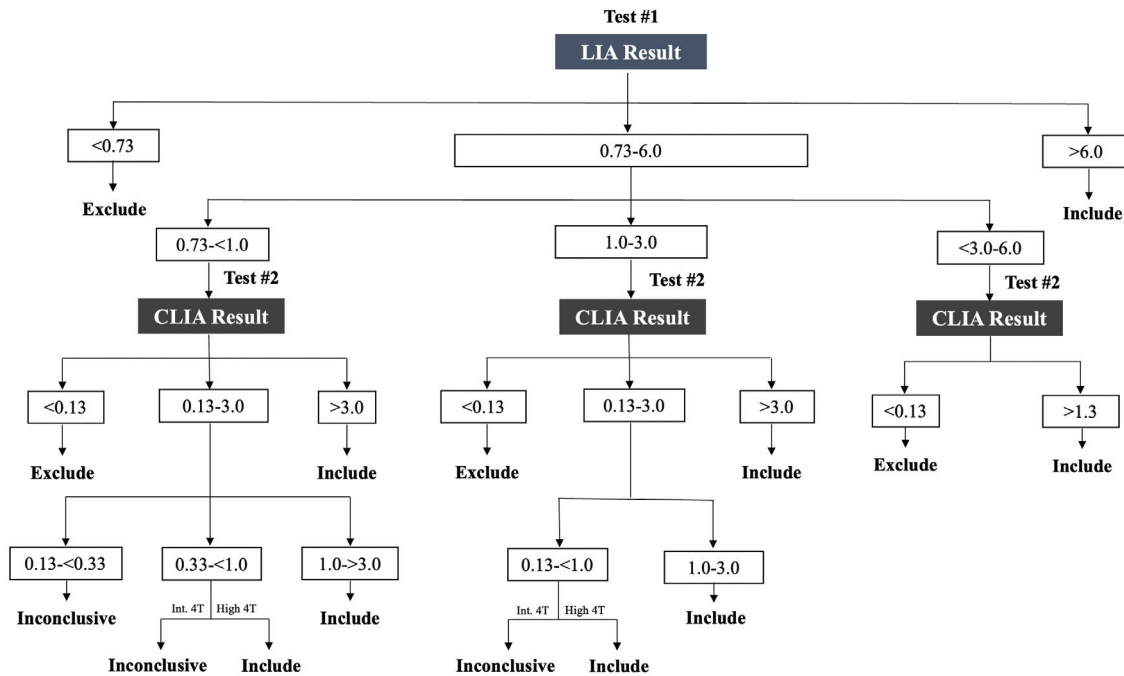 Test #1
LIA Result
<0.73
0.73-6.0
>6.0
Exclude
Include
0.73-<1.0
1.0-3.0
<3.0-6.0
Test #2
Test #2
Test #2
CLIA Result
CLIA Result
CLIA Result
<0.13
0.13-3.0
>3.0
<0.13
0.13-3.0
>3.0
<0.13
>1.3
Exclude
Include
Exclude
Include
Exclude
Include
0.13-<0.33
0.33-<1.0
1.0->3.0
0.13-<1.0
1.0-3.0
Inconclusive
Int. 4T
High 4T
Include
Int. 4T
High 4T
Include
Inconclusive
Include
Inconclusive
Include